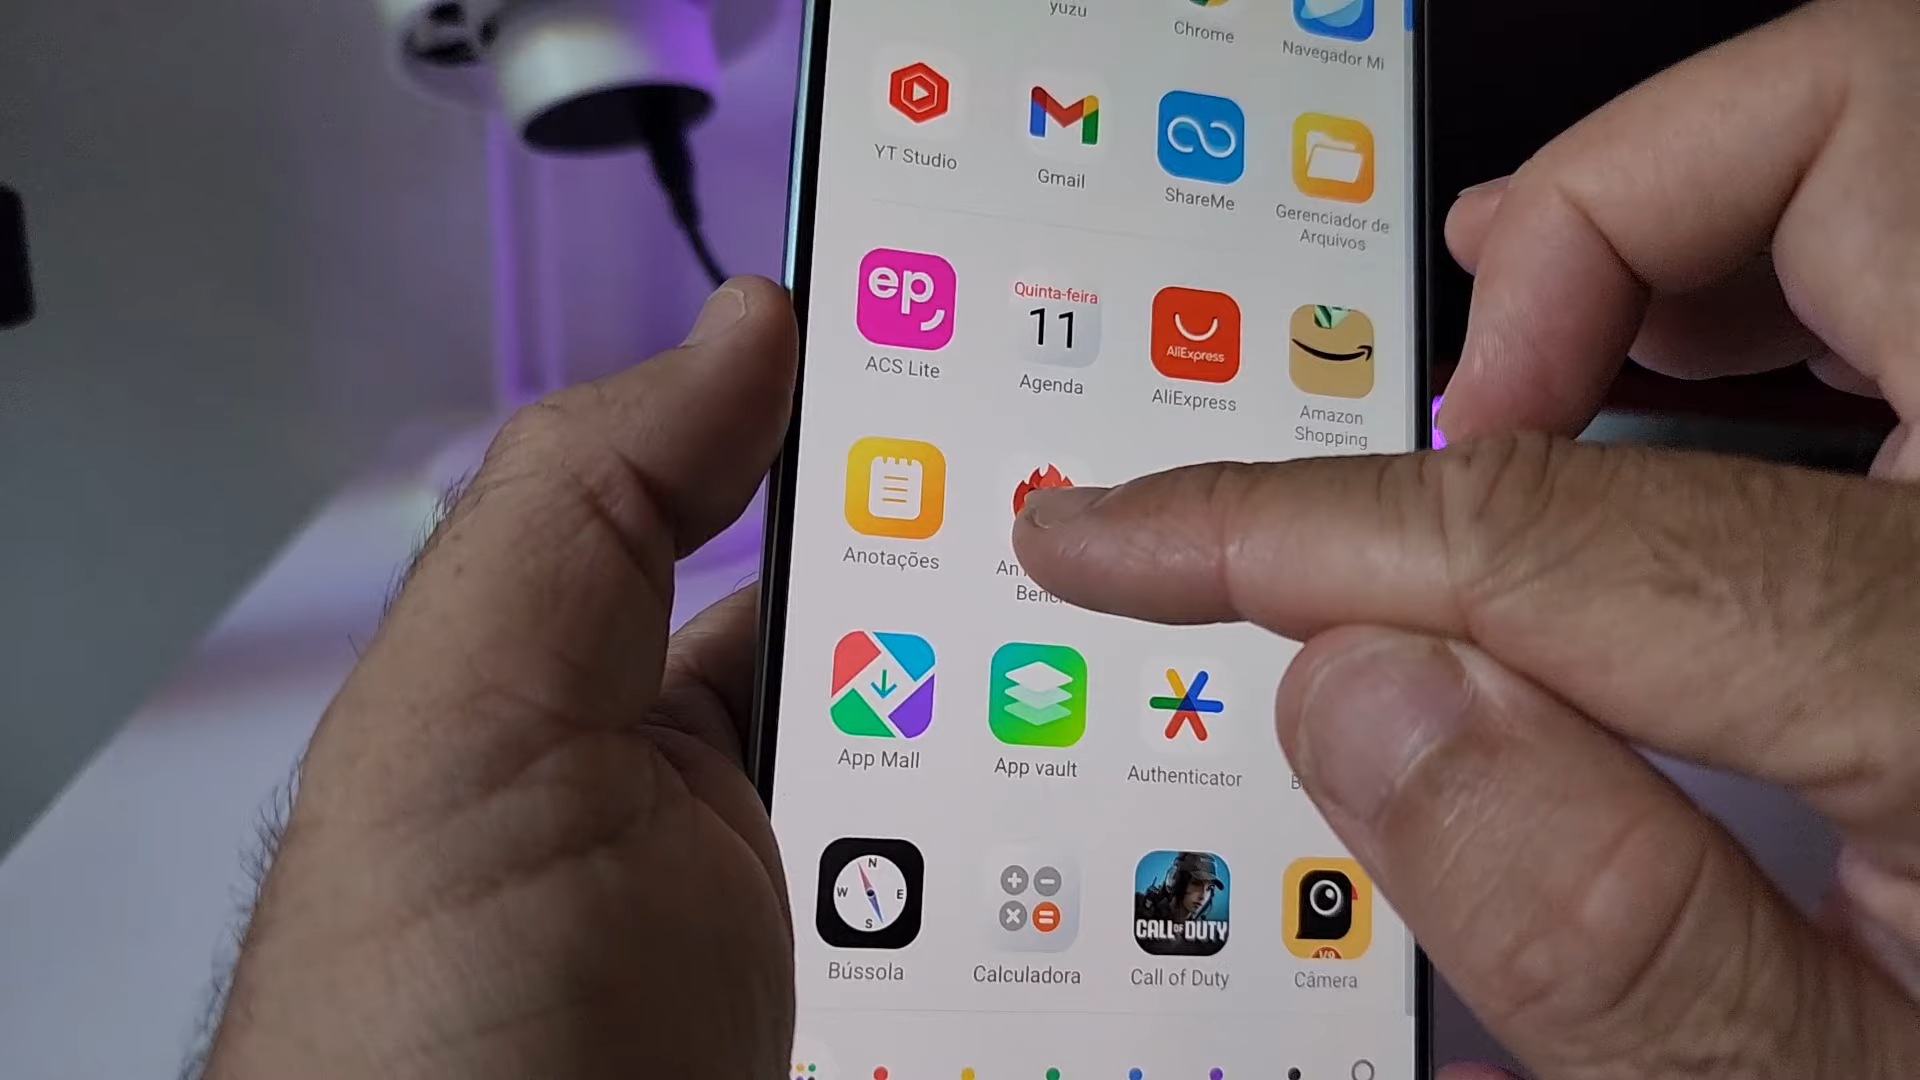 yuzu
Chrome
Navegador Mi
YT Studio
Gmail
ShareMe
Gerenciador de
Arquivos
ep
Quinta-feira
11
AliExpress
ACS Lite
Agenda
AliExpress
Amazon
Shopping
Anotações
App Mall
App vault
Authenticator
N
W
E
S
CALL OF DUTY
Bússola
Calculadora
Call of Duty
Câmera